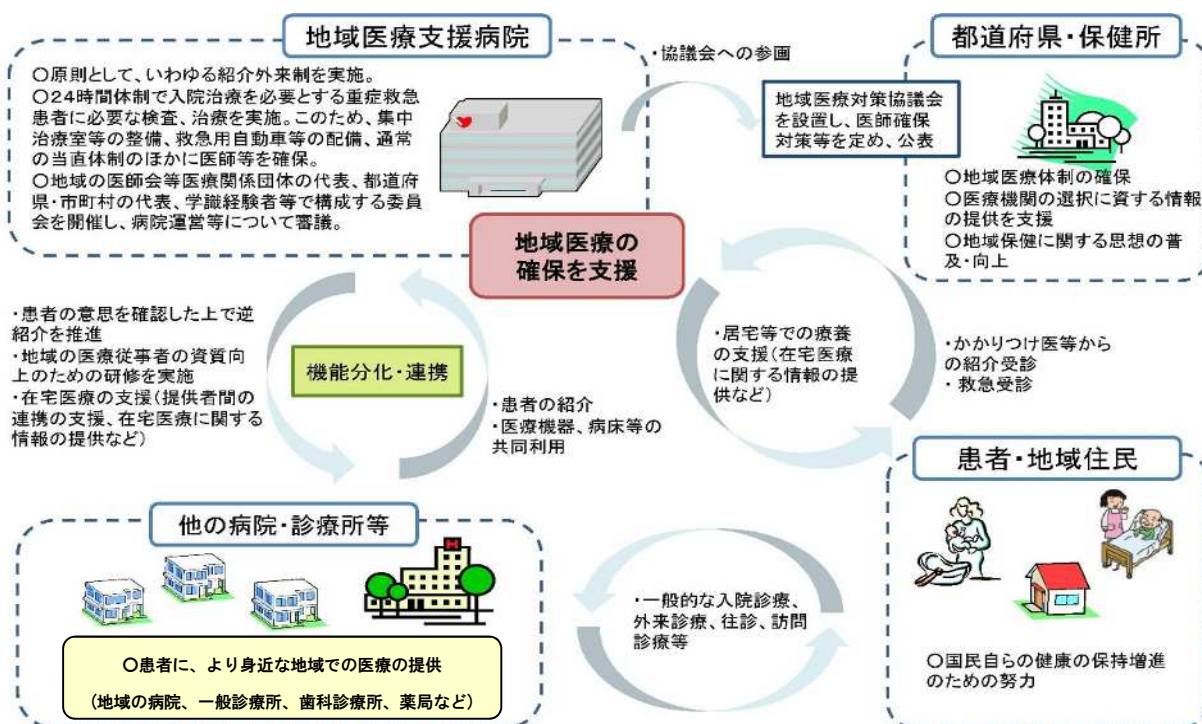 地域医療支援病院
〇原則として、いわゆる紹介外来制を実施。
〇24時間体制で入院治療を必要とする重症救急
患者に必要な検査、治療を実施。このため、集中
治療室等の整備、救急用自動車等の配備、通常
の当直体制のほかに医師等を確保。
〇地域の医師会等医療関係団体の代表、都道府
県・市町村の代表、学識経験者等で構成する委員
会を開催し、病院運営等について審議。
・協議会への参画
地域医療対策協議会
を設置し、医師確保
対策等を定め、公表
都道府県・保健所
〇地域医療体制の確保
〇医療機関の選択に資する情報
の提供を支援
〇地域保健に関する思想の普
及・向上
地域医療の
確保を支援
・患者の意思を確認した上で逆
紹介を推進
・地域の医療従事者の資質向
上のための研修を実施
・在宅医療の支援(提供者間の
連携の支援、在宅医療に関する
情報の提供など)
機能分化・連携
・患者の紹介
・医療機器、病床等の
共同利用
・居宅等での療養
の支援(在宅医療
に関する情報の提
供など)
・かかりつけ医等から
の紹介受診
・救急受診
他の病院・診療所等
H
〇患者に、より身近な地域での医療の提供
(地域の病院、一般診療所、歯科診療所、薬局など)
・一般的な入院診療、
外来診療、往診、訪問
診療等
患者・地域住民
〇国民自らの健康の保持増進
のための努力